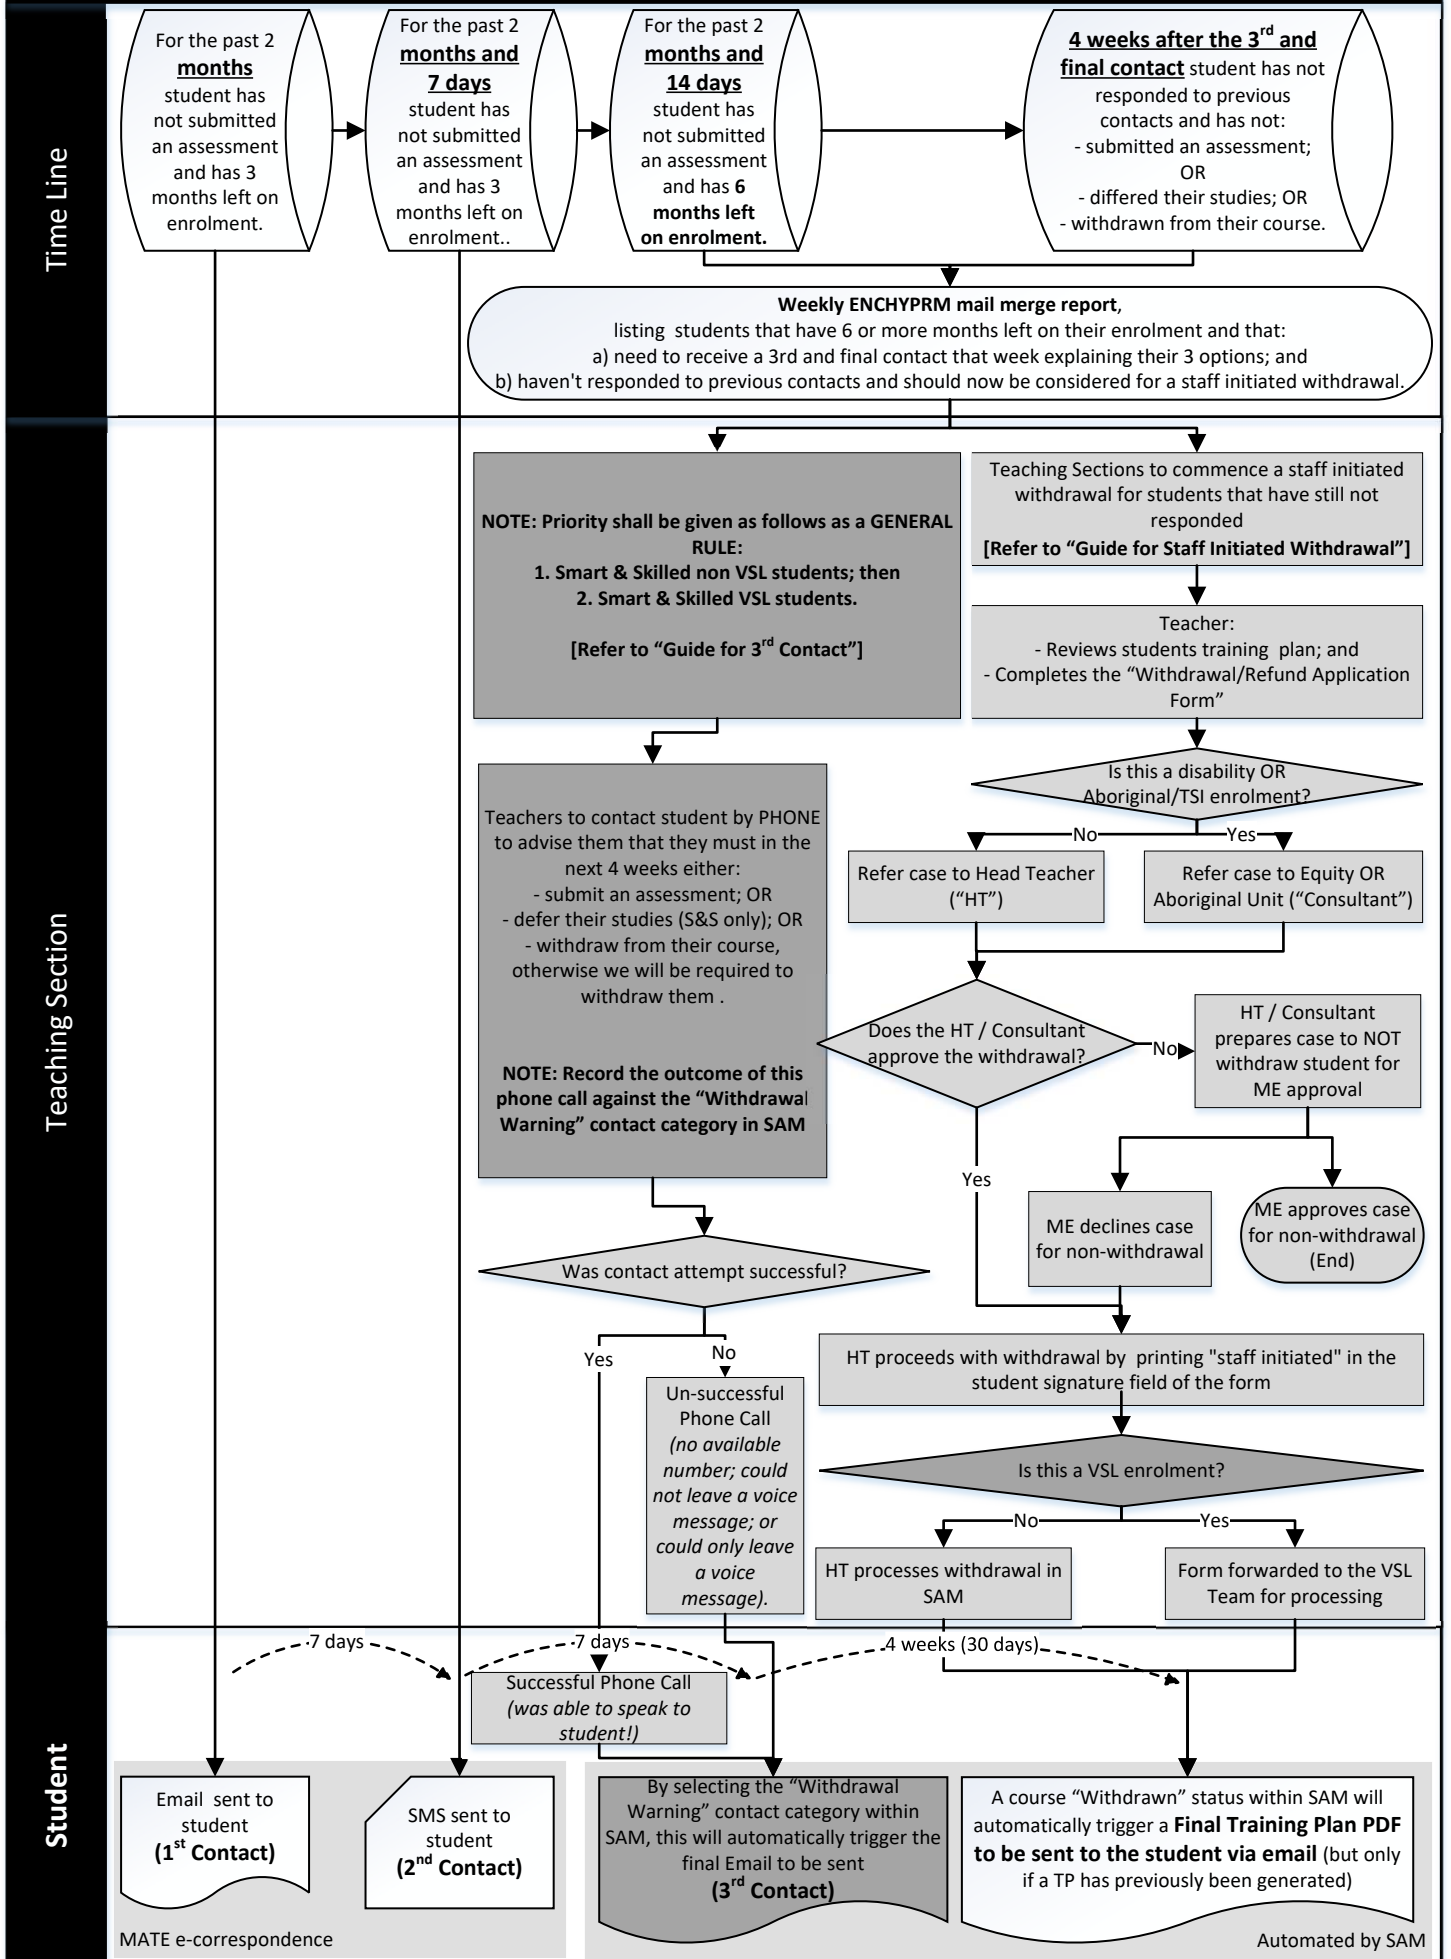 Time Line
For the past 2
months
student has
not submitted
an assessment
and has 3
months left on
enrolment.
For the past 2
months and
7 days
student has
not submitted
an assessment
and has 3
months left on
enrolment..
For the past 2
months and
14 days
student has
not submitted
an assessment
and has 6
months left
on enrolment.
4 weeks after the 3rd and
final contact student has not
responded to previous
contacts and has not:
- submitted an assessment;
OR
- differed their studies; OR
- withdrawn from their course.
Weekly ENCHYPRM mail merge report,
listing students that have 6 or more months left on their enrolment and that:
a) need to receive a 3rd and final contact that week explaining their 3 options; and
b) haven't responded to previous contacts and should now be considered for a staff initiated withdrawal.
Teaching Section
NOTE: Priority shall be given as follows as a GENERAL
RULE:
1. Smart & Skilled non VSL students; then
2. Smart & Skilled VSL students.
[Refer to “Guide for 3rd Contact”]
Teaching Sections to commence a staff initiated
withdrawal for students that have still not
responded
[Refer to “Guide for Staff Initiated Withdrawal”]
Teacher:
- Reviews students training plan; and
- Completes the “Withdrawal/Refund Application
Form”
Is this a disability OR
Aboriginal/TSI enrolment?
No
Yes
Refer case to Head Teacher
(“HT”)
Refer case to Equity OR
Aboriginal Unit (“Consultant”)
Teachers to contact student by PHONE
to advise them that they must in the
next 4 weeks either:
- submit an assessment; OR
- defer their studies (S&S only); OR
- withdraw from their course,
otherwise we will be required to
withdraw them .
NOTE: Record the outcome of this
phone call against the “Withdrawal
Warning” contact category in SAM
Does the HT / Consultant
approve the withdrawal?
No
HT / Consultant
prepares case to NOT
withdraw student for
ME approval
Yes
ME declines case
for non-withdrawal
ME approves case
for non-withdrawal
(End)
Was contact attempt successful?
Yes
No
Un-successful
Phone Call
(no available
number; could
not leave a voice
message; or
could only leave
a voice
message).
HT proceeds with withdrawal by printing "staff initiated" in the
student signature field of the form
Is this a VSL enrolment?
No
Yes
HT processes withdrawal in
SAM
Form forwarded to the VSL
Team for processing
Student
7 days
7 days
4 weeks (30 days)
Successful Phone Call
(was able to speak to
student!)
Email sent to
student
(1st Contact)
SMS sent to
student
(2nd Contact)
MATE e-correspondence
By selecting the “Withdrawal
Warning” contact category within
SAM, this will automatically trigger the
final Email to be sent
(3rd Contact)
A course “Withdrawn” status within SAM will
automatically trigger a Final Training Plan PDF
to be sent to the student via email (but only
if a TP has previously been generated)
Automated by SAM